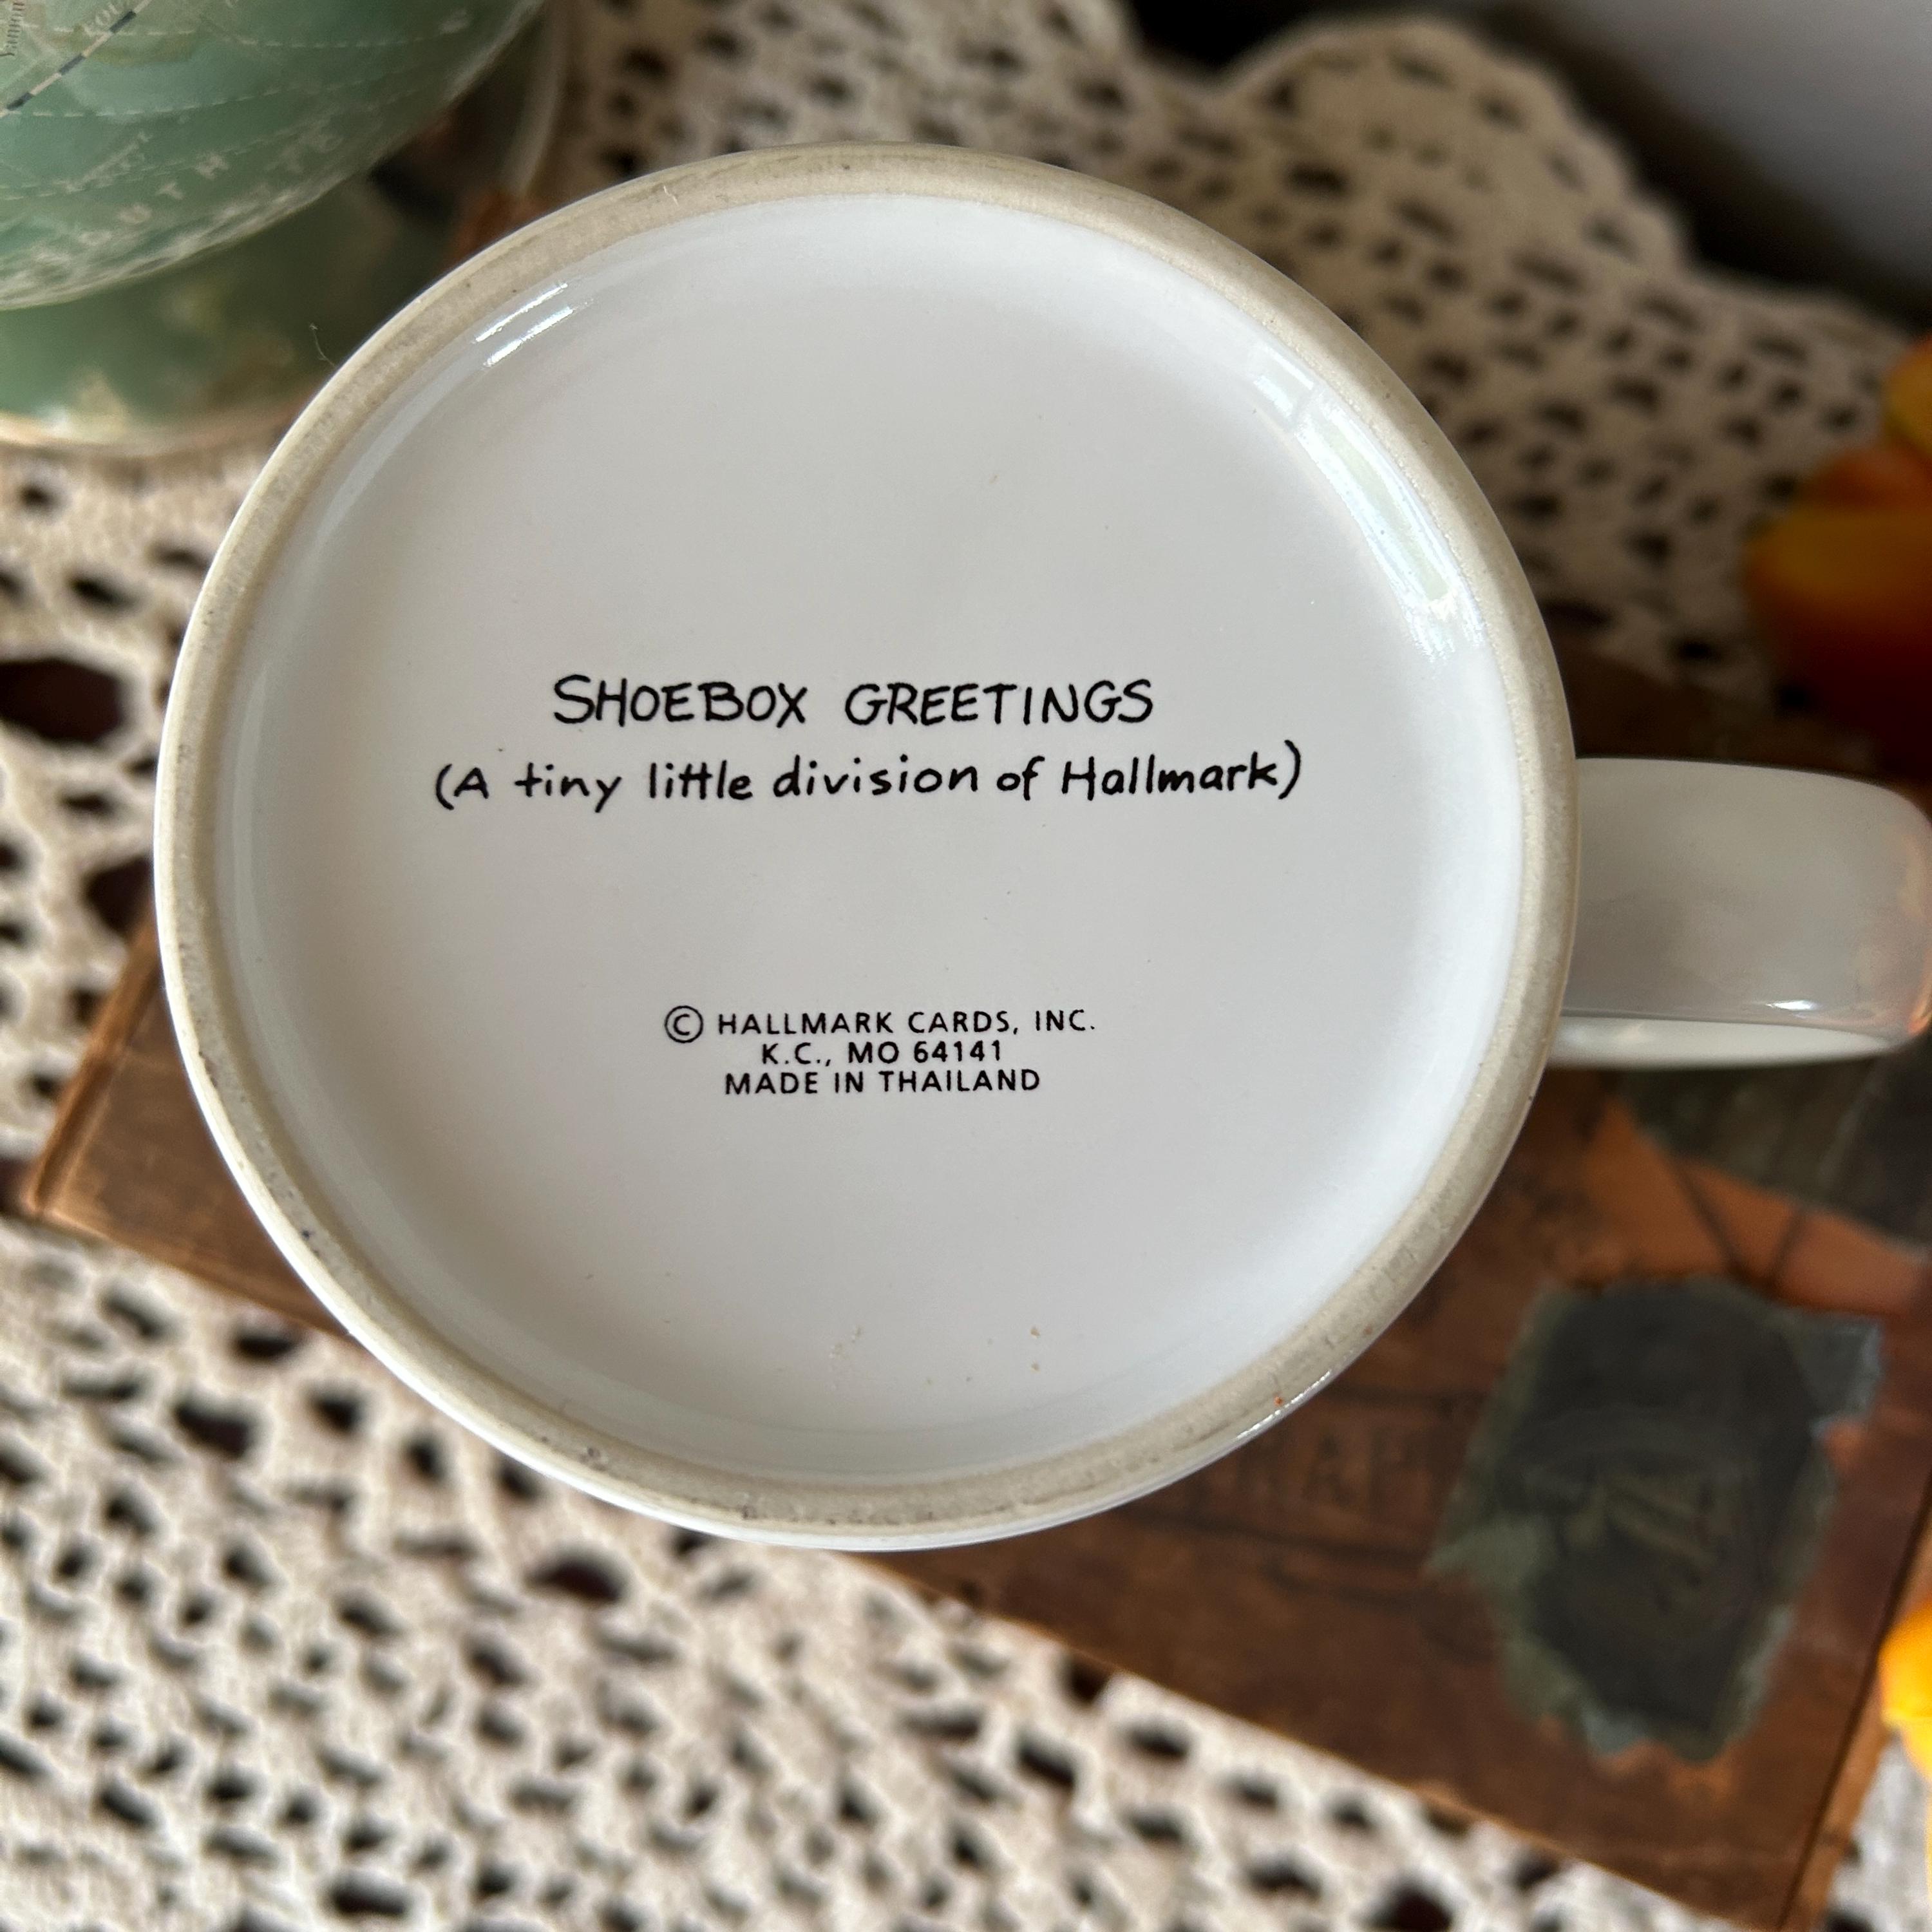 SHOEBOX GREETINGS
(A tiny little division of Hallmark)
© HALLMARK CARDS, INC.
K.C., MO 64141
MADE IN THAILAND